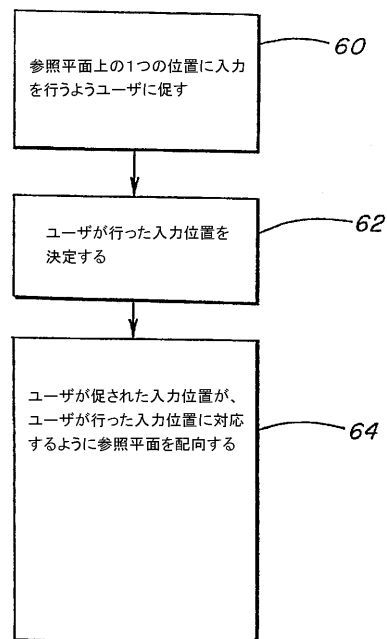 参照平面上の1つの位置に入力
を行うようユーザに促す
60
ユーザが行った入力位置を
決定する
62
ユーザが促された入力位置が、
ユーザが行った入力位置に対応
するように参照平面を配向する
64